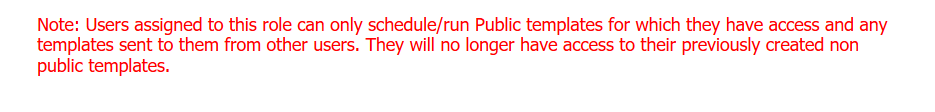 Note: Users assigned to this role can only schedule/run Public templates for which they have access and any
templates sent to them from other users. They will no longer have access to their previously created non
public templates.